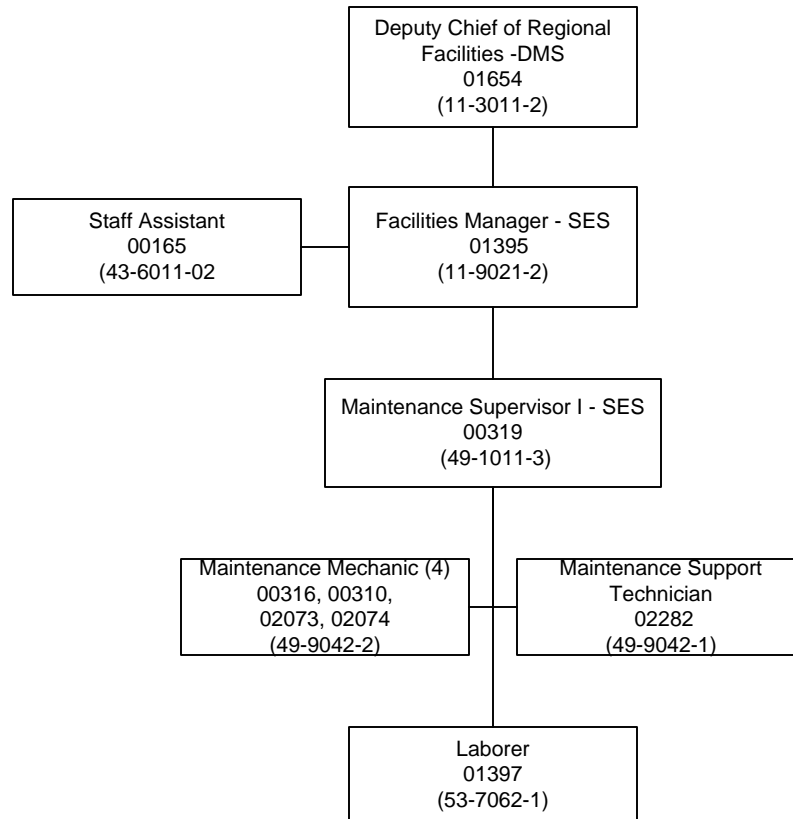 Deputy Chief of Regional
Facilities -DMS
01654
(11-3011-2)
Staff Assistant
00165
(43-6011-02
Facilities Manager - SES
01395
(11-9021-2)
Maintenance Supervisor I - SES
00319
(49-1011-3)
Maintenance Mechanic (4)
00316, 00310,
02073, 02074
(49-9042-2)
Maintenance Support
Technician
02282
(49-9042-1)
Laborer
01397
(53-7062-1)